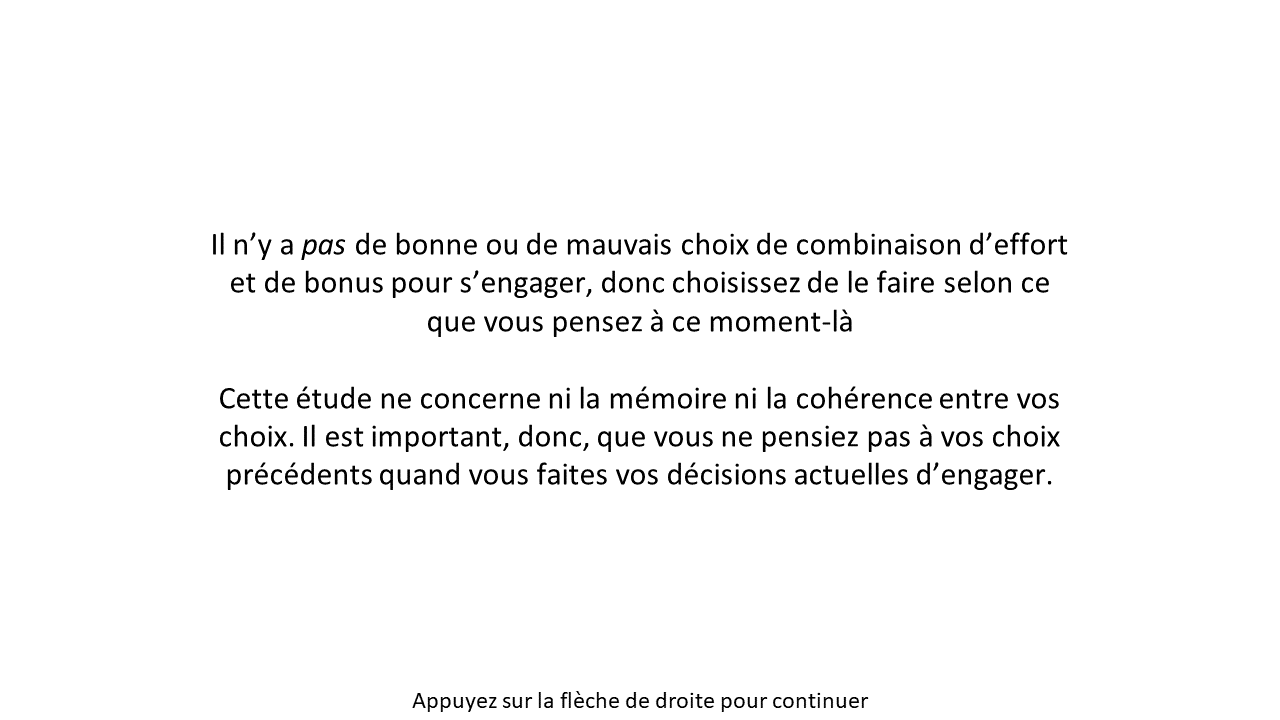 Il n’y a pas de bonne ou de mauvais choix de combinaison d’effort
et de bonus pour s’engager, donc choisissez de le faire selon ce
que vous pensez à ce moment-là
Cette étude ne concerne ni la mémoire ni la cohérence entre vos
choix. Il est important, donc, que vous ne pensiez pas à vos choix
précédents quand vous faites vos décisions actuelles d’engager.
Appuyez sur la flèche de droite pour continuer